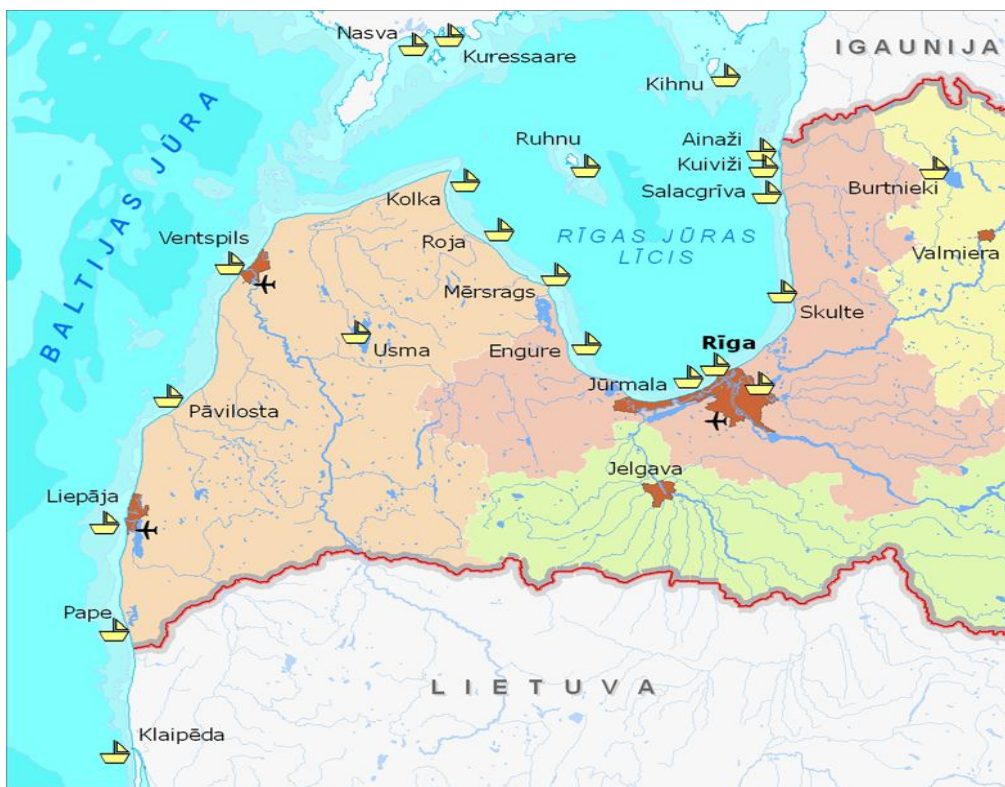 Nasva
Kuressaare
IGAUNIJA
Kihnu
BALTIJAS JŪRA
Ruhnu
Ainaži
Kuiviži
Salacgrīva
Burtnieki
Kolka
Roja
RĪGAS JŪRAS
LĪCIS
Valmiera
Ventspils
Mērsrags
Skulte
Usma
Engure
Rīga
Jūrmala
Pāvilosta
Jelgava
Liepāja
Pape
LIETUVA
Klaipēda